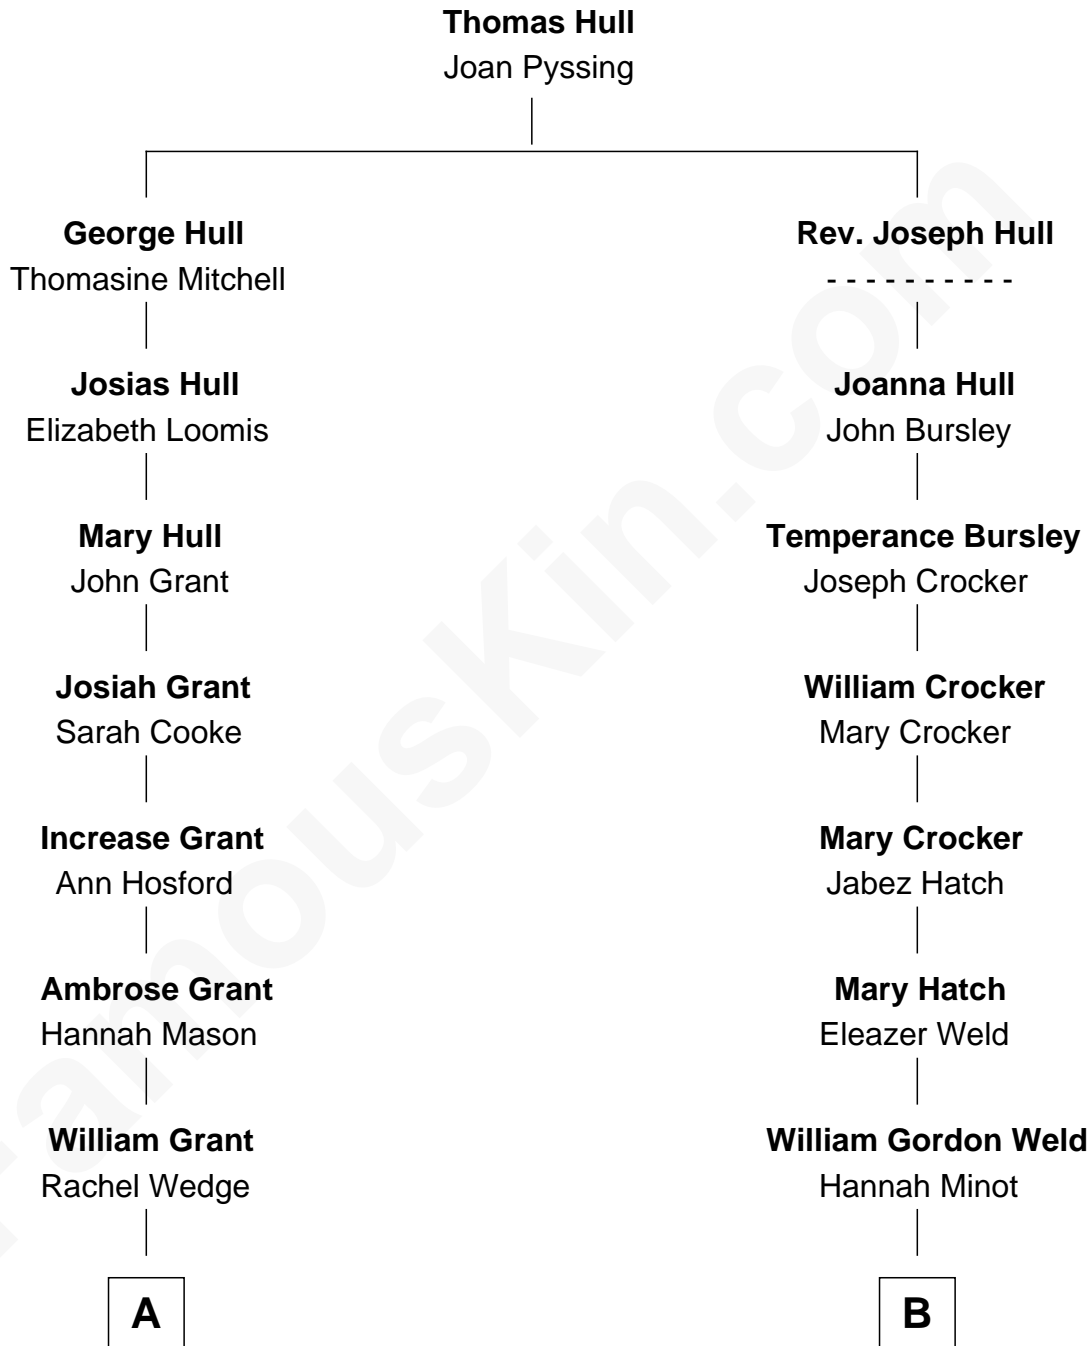 Thomas Hull
Joan Pyssing
George Hull
Thomasine Mitchell
Rev. Joseph Hull
- - - - - - - - - -
Josias Hull
Elizabeth Loomis
Joanna Hull
John Bursley
Mary Hull
John Grant
Temperance Bursley
Joseph Crocker
Josiah Grant
Sarah Cooke
William Crocker
Mary Crocker
Increase Grant
Ann Hosford
Mary Crocker
Jabez Hatch
Ambrose Grant
Hannah Mason
Mary Hatch
Eleazer Weld
William Grant
Rachel Wedge
William Gordon Weld
Hannah Minot
A
B
FamousKin.com